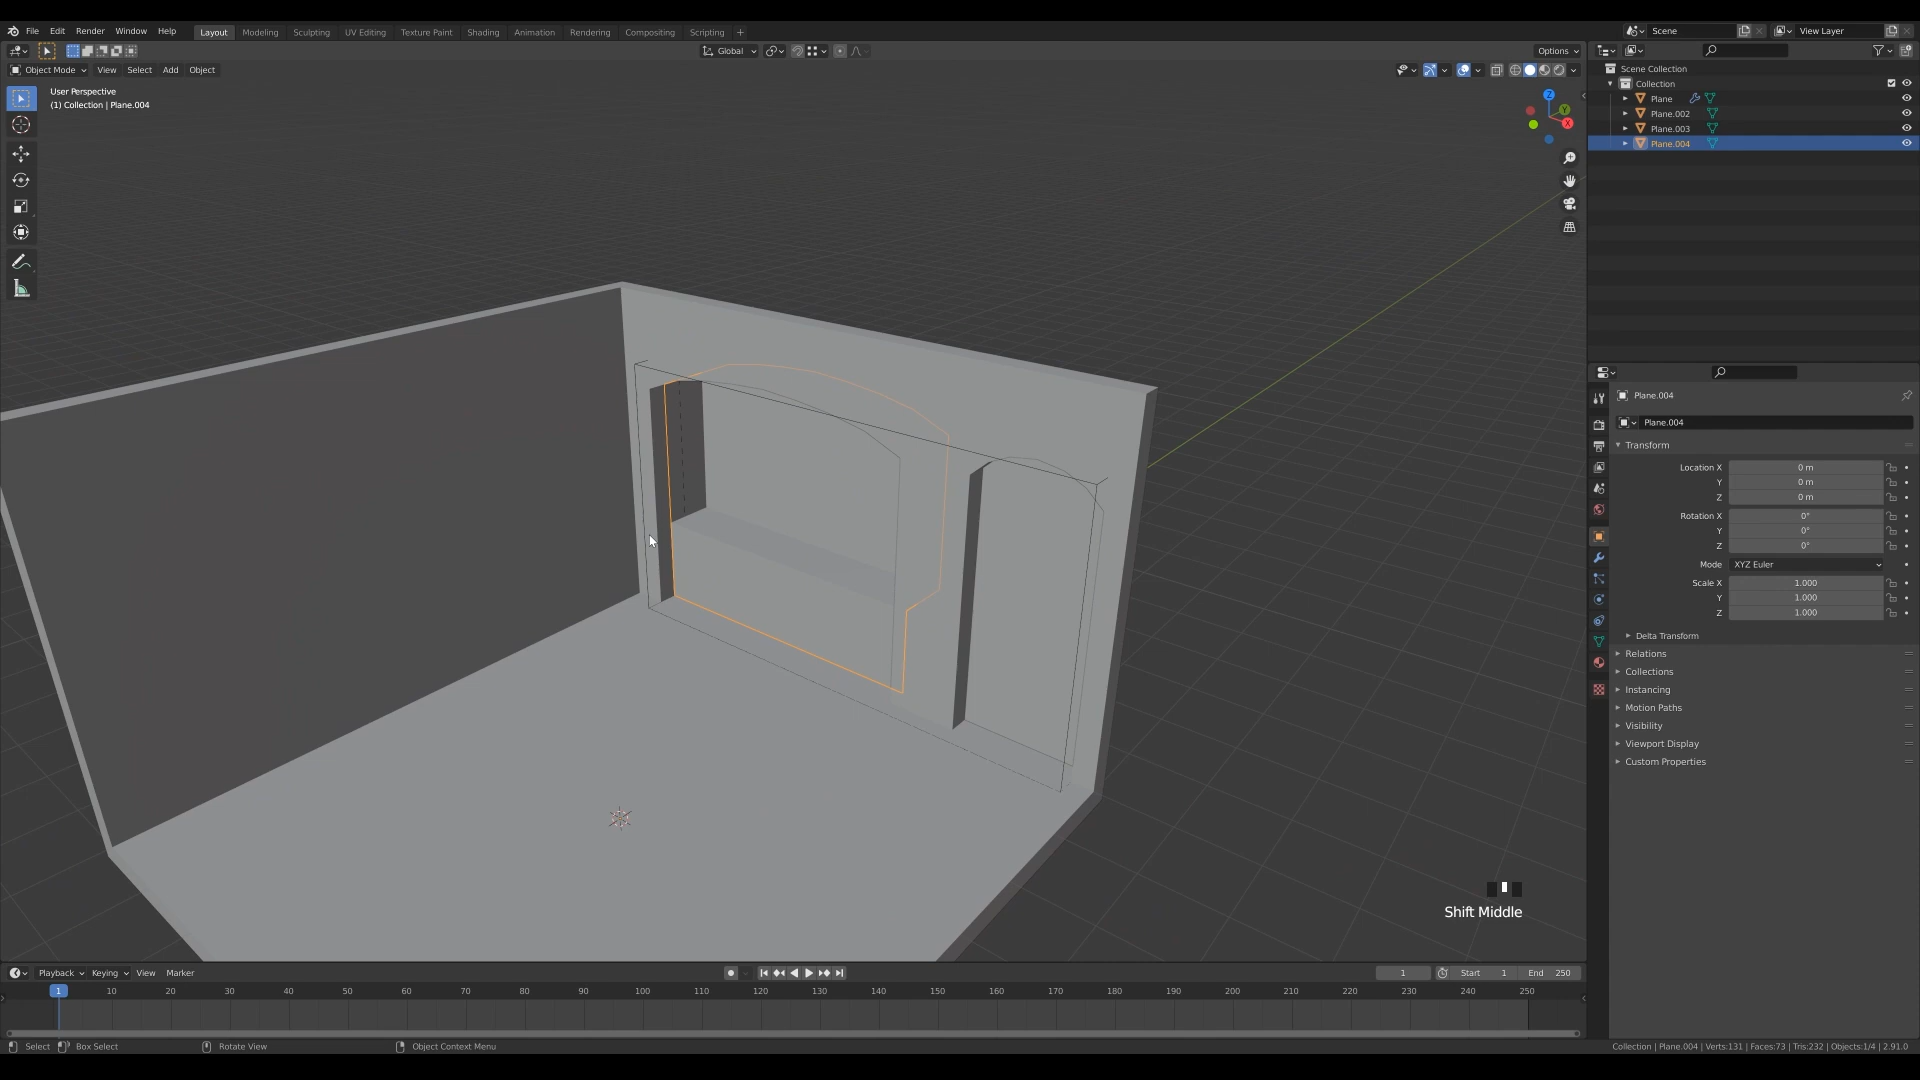 File Edit Render Window Help Layout Modeling Sculpting UV Editing Texture Paint Shading Animation Rendering Compositing Scripting + Scene View Layer
Global Options
Object Mode View Select Add Object
User Perspective
(1) Collection | Plane.004
Z
Y
X
Scene Collection
Collection
Plane
Plane.002
Plane.003
Plane.004
Plane.004
Plane.004
Transform
Location X 0 m
Y 0 m
Z 0 m
Rotation X 0°
Y 0°
Z 0°
Mode XYZ Euler
Scale X 1.000
Y 1.000
Z 1.000
Delta Transform
Relations
Collections
Instancing
Motion Paths
Visibility
Viewport Display
Custom Properties
Shift Middle
Playback Keying View Marker 1 Start 1 End 250
1 10 20 30 40 50 60 70 80 90 100 110 120 130 140 150 160 170 180 190 200 210 220 230 240 250
Select Box Select Rotate View Object Context Menu Collection | Plane.004 | Verts:131 | Faces:73 | Tris:232 | Objects:1/4 | 2.91.0